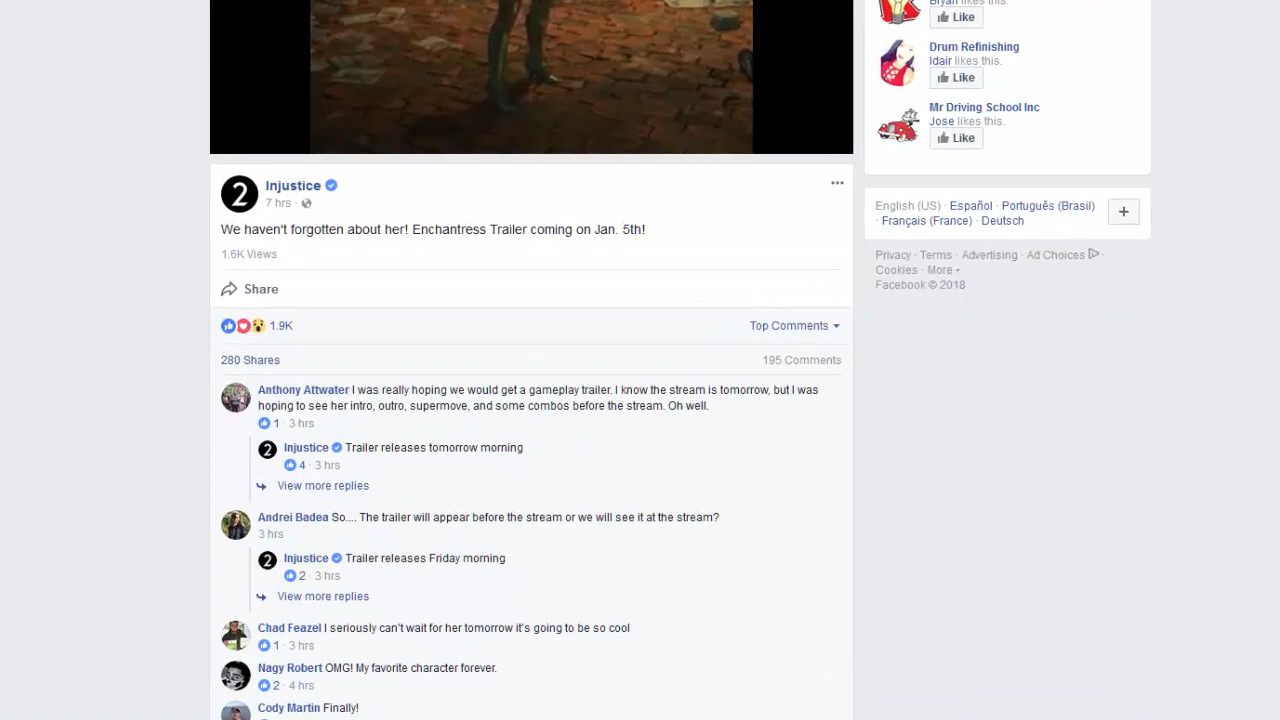 Bryan likes this.
Like
Drum Refinishing
Idair likes this.
Like
Mr Driving School Inc
Jose likes this.
Like
English (US) · Español · Português (Brasil)
· Français (France) · Deutsch
+
Privacy · Terms · Advertising · Ad Choices ·
Cookies · More
Facebook © 2018
2
Injustice
7 hrs ·
We haven't forgotten about her! Enchantress Trailer coming on Jan. 5th!
1.6K Views
Share
1.9K
Top Comments
280 Shares
195 Comments
Anthony Attwater I was really hoping we would get a gameplay trailer. I know the stream is tomorrow, but I was
hoping to see her intro, outro, supermove, and some combos before the stream. Oh well.
1 · 3 hrs
2
Injustice Trailer releases tomorrow morning
4 · 3 hrs
View more replies
Andrei Badea So.... The trailer will appear before the stream or we will see it at the stream?
3 hrs
2
Injustice Trailer releases Friday morning
2 · 3 hrs
View more replies
Chad Feazel I seriously can't wait for her tomorrow it's going to be so cool
1 · 3 hrs
Nagy Robert OMG! My favorite character forever.
2 · 4 hrs
Cody Martin Finally!